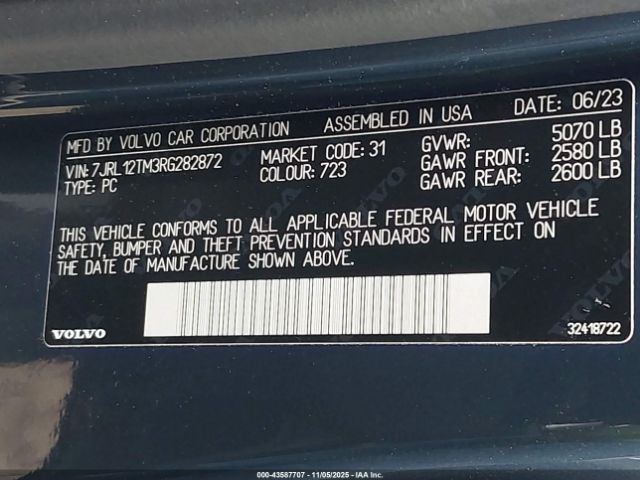 MFD BY VOLVO CAR CORPORATION ASSEMBLED IN USA DATE: 06/23
VIN: 7JRL12TM3RG282872 MARKET CODE: 31 GVWR: 5070 LB
TYPE: PC COLOUR: 723 GAWR FRONT: 2580 LB
GAWR REAR: 2600 LB
THIS VEHICLE CONFORMS TO ALL APPLICABLE FEDERAL MOTOR VEHICLE
SAFETY, BUMPER AND THEFT PREVENTION STANDARDS IN EFFECT ON
THE DATE OF MANUFACTURE SHOWN ABOVE.
VOLVO 32418722
000-43587707 - 11/05/2025 - IAA Inc.